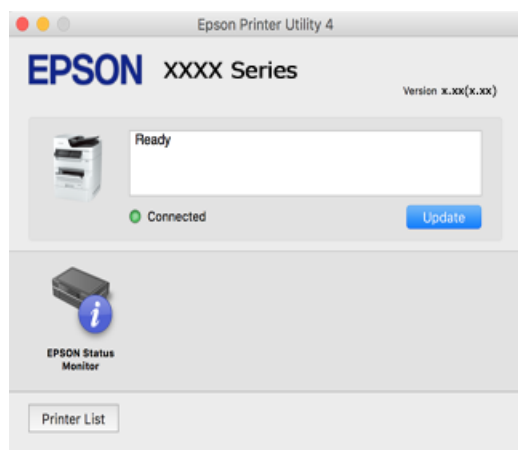 Epson Printer Utility 4
EPSON XXXX Series
Version x.xx(x.xx)
Ready
Connected
Update
i
EPSON Status
Monitor
Printer List